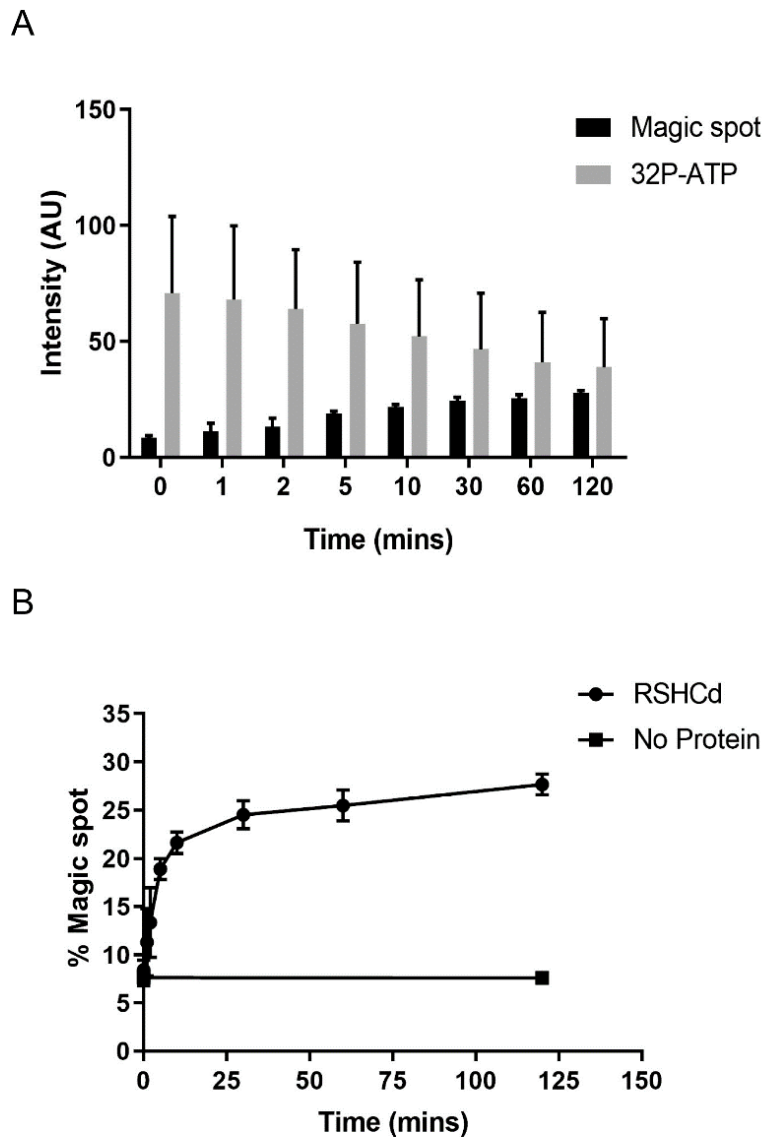 A
150
100
50
0
Intensity (AU)
Magic spot
32P-ATP
0 1 2 5 10 30 60 120
Time (mins)
B
35
30
25
20
15
10
5
0
% Magic spot
RSHCd
No Protein
0 25 50 75 100 125 150
Time (mins)